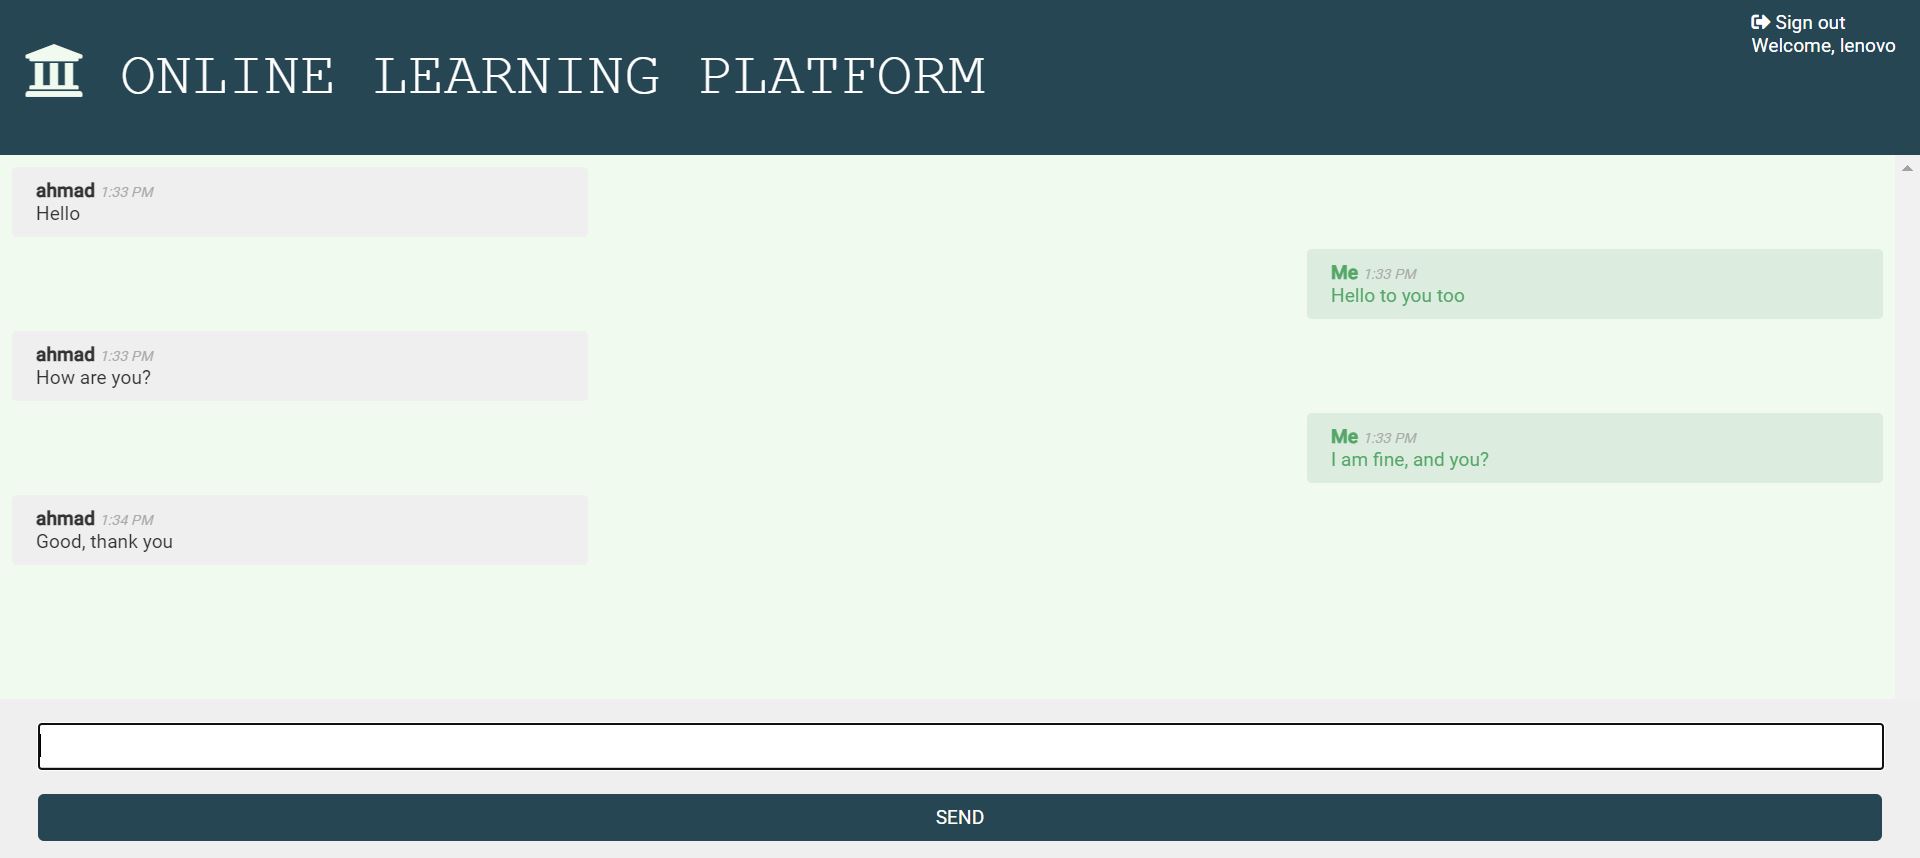 Sign out
Welcome, lenovo
ONLINE LEARNING PLATFORM
ahmad 1:33 PM
Hello
Me 1:33 PM
Hello to you too
ahmad 1:33 PM
How are you?
Me 1:33 PM
I am fine, and you?
ahmad 1:34 PM
Good, thank you
SEND